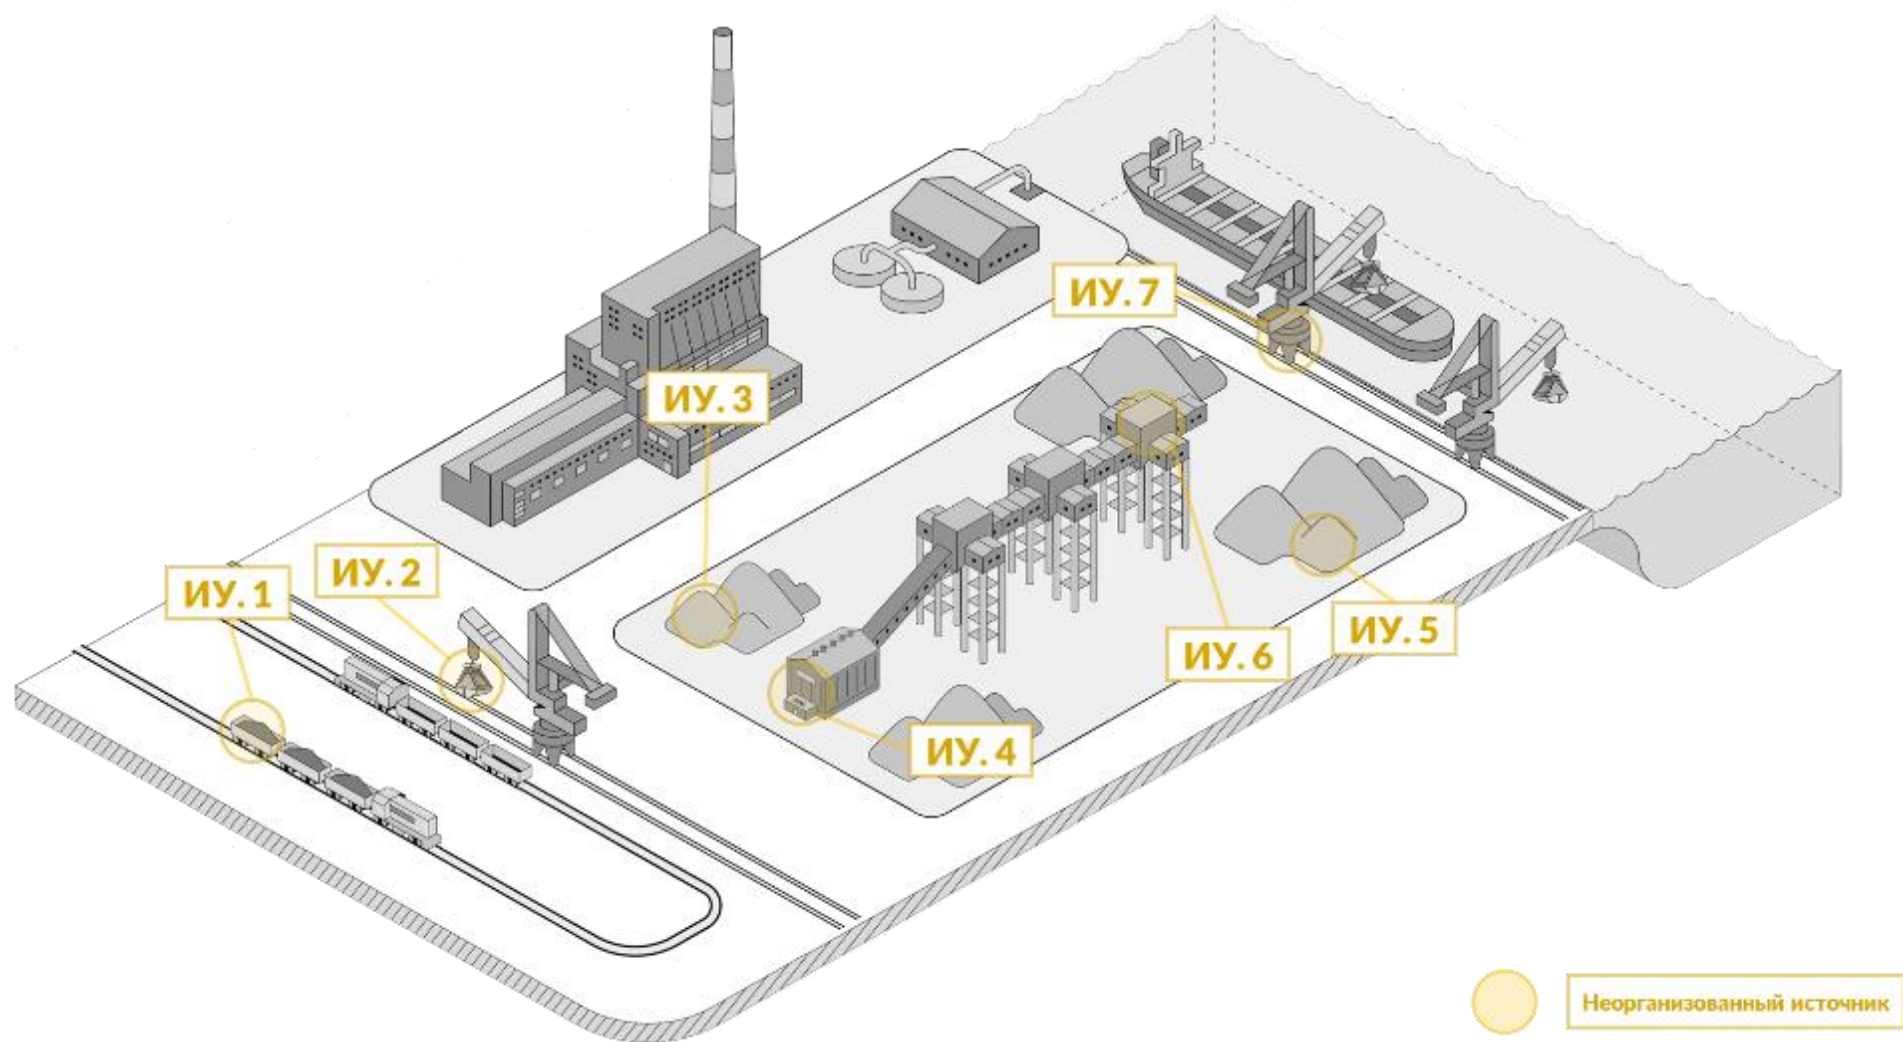 ИУ. 7
ИУ. 3
ИУ. 2
ИУ. 1
ИУ. 5
ИУ. 6
ИУ. 4
Неорганизованный источник